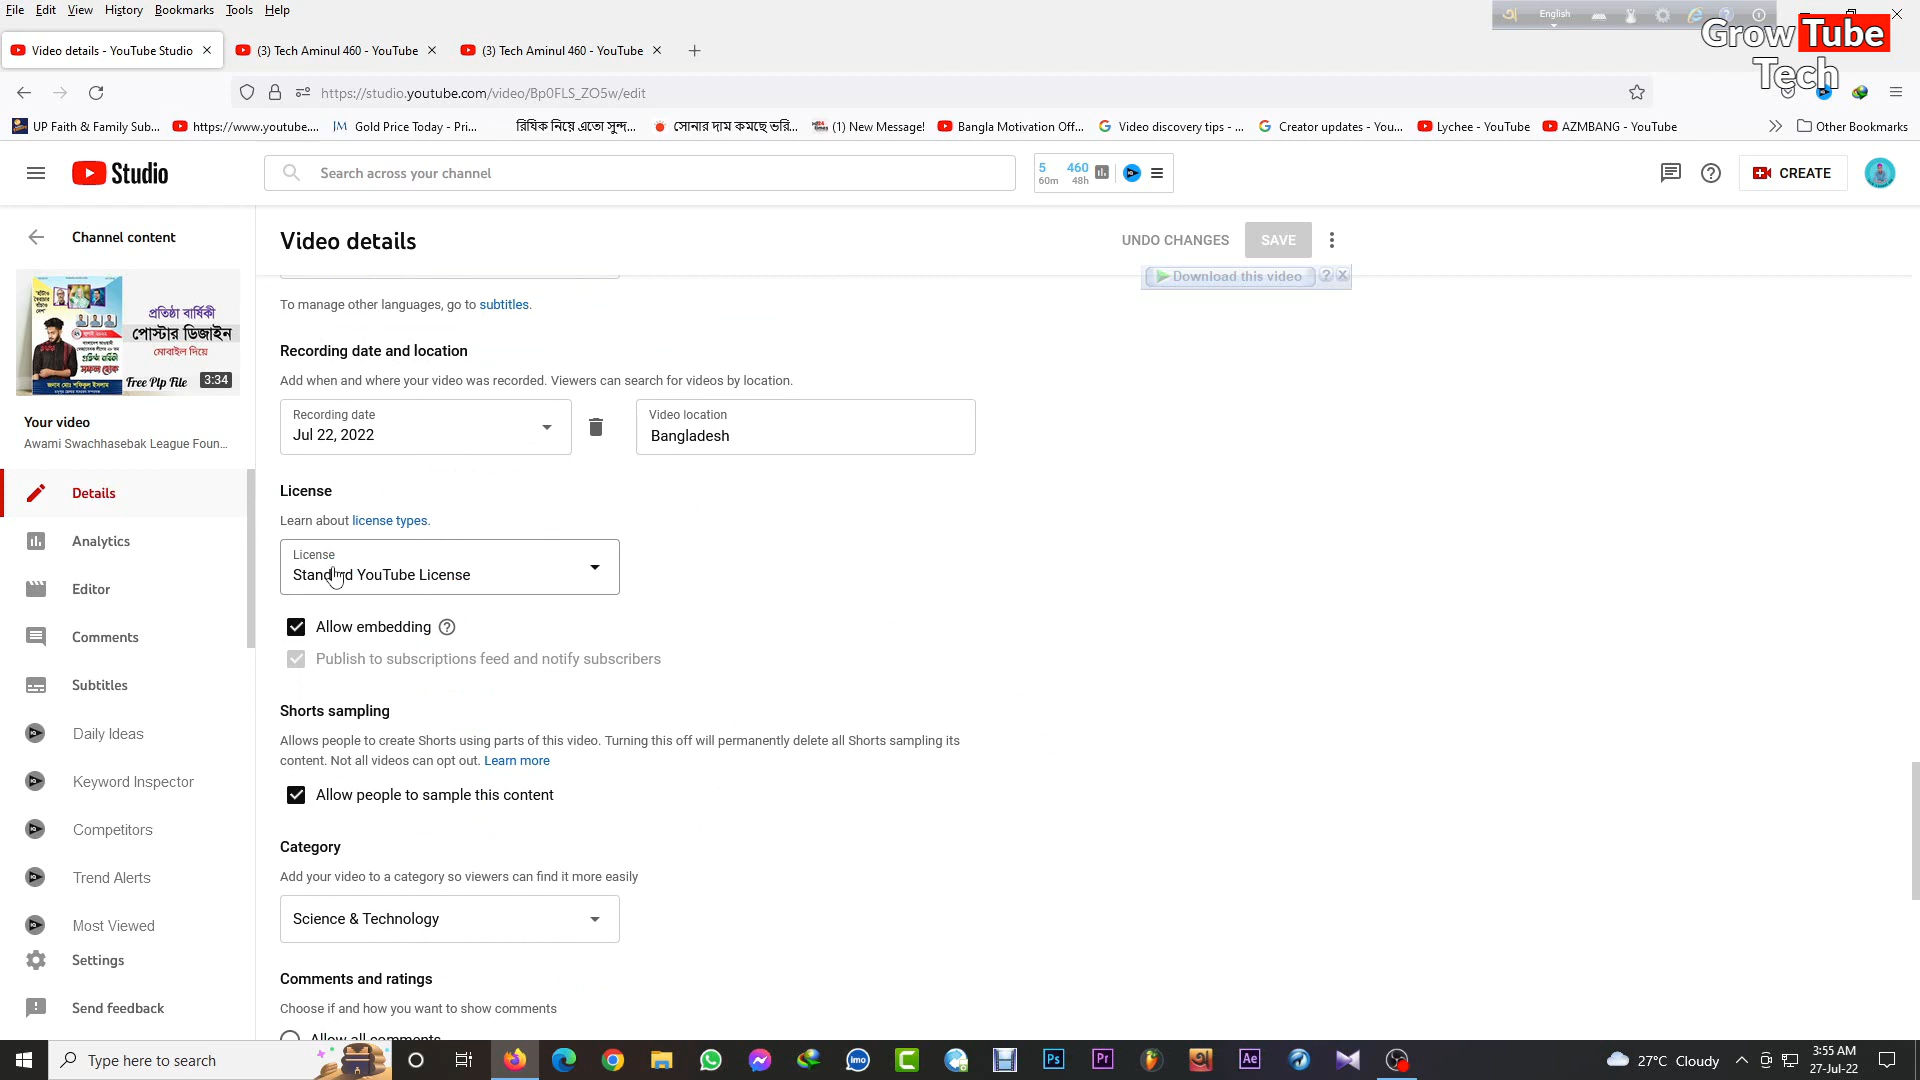 File Edit View History Bookmarks Tools Help
English
Grow Tube
Tech
Video details - YouTube Studio
(3) Tech Aminul 460 - YouTube
(3) Tech Aminul 460 - YouTube
https://studio.youtube.com/video/Bp0FLS_ZO5w/edit
UP Faith & Family Sub...
https://www.youtube....
Gold Price Today - Pri...
রিযিক নিয়ে এতো সুন্দ...
সোনার দাম কমছে ভরি...
(1) New Message!
Bangla Motivation Off...
Video discovery tips - ...
Creator updates - You...
Lychee - YouTube
AZMBANG - YouTube
Other Bookmarks
Studio
Search across your channel
5 460
60m 48h
CREATE
Channel content
Video details
UNDO CHANGES
SAVE
Download this video
প্রতিষ্ঠা বার্ষিকী
পোস্টার ডিজাইন
মোবাইল দিয়ে
Free Plp File
3:34
Your video
Awami Swachhasebak League Foun...
Details
Analytics
Editor
Comments
Subtitles
Daily Ideas
Keyword Inspector
Competitors
Trend Alerts
Most Viewed
Settings
Send feedback
To manage other languages, go to subtitles.
Recording date and location
Add when and where your video was recorded. Viewers can search for videos by location.
Recording date
Jul 22, 2022
Video location
Bangladesh
License
Learn about license types.
License
Standard YouTube License
Allow embedding
Publish to subscriptions feed and notify subscribers
Shorts sampling
Allows people to create Shorts using parts of this video. Turning this off will permanently delete all Shorts sampling its
content. Not all videos can opt out. Learn more
Allow people to sample this content
Category
Add your video to a category so viewers can find it more easily
Science & Technology
Comments and ratings
Choose if and how you want to show comments
Allow all comments
Type here to search
imo
Ps
Pr
Ae
27°C Cloudy
3:55 AM
27-Jul-22